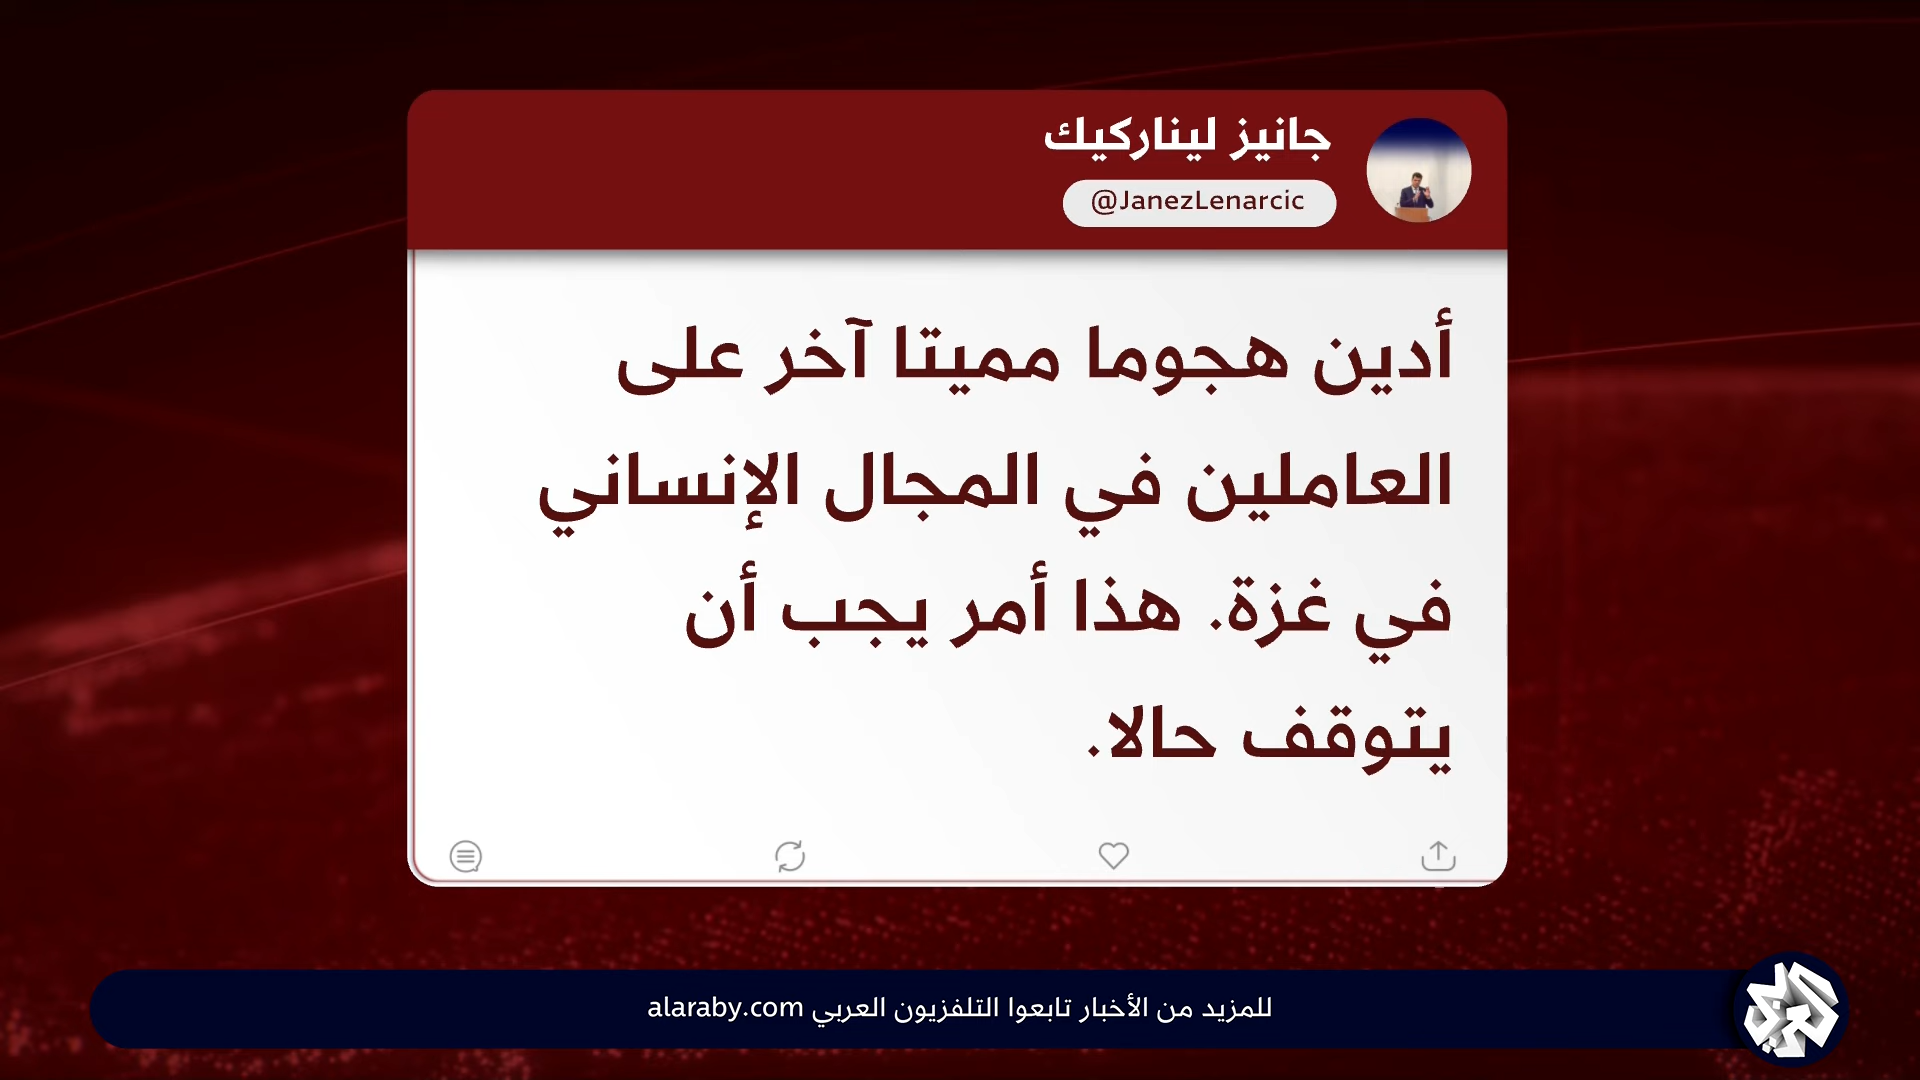 جانيز ليناركيك
@JanezLenarcic
أدين هجوما مميتا آخر على
العاملين في المجال الإنساني
في غزة. هذا أمر يجب أن
يتوقف حالا.
للمزيد من الأخبار تابعوا التلفزيون العربي alaraby.com
العربي